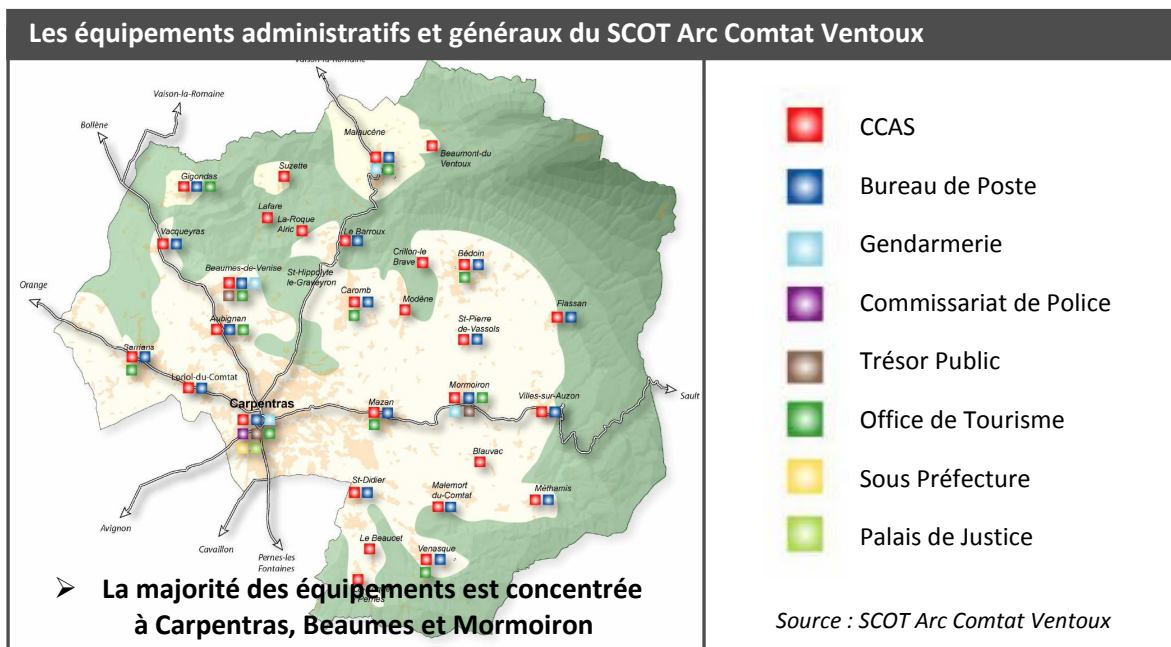 Les équipements administratifs et généraux du SCOT Arc Comtat Ventoux
Vaison-la-Romaine
Vaison-la-Romaine
Bollène
Malaucène
Beaumont-du
Ventoux
Suzette
Gigondas
Lafare
La-Roque
Alric
Vacqueyras
Le Barroux
Crillon-le
Brave
Bédoin
Beaumes-de-Venise
St-Hippolyte
le-Graveyron
Orange
Caromb
Modène
Flassan
Aubignan
St-Pierre
de-Vassols
Sarrians
Loriol-du-Comtat
Mormoiron
Villes-sur-Auzon
Sault
Carpentras
Mazan
Blauvac
St-Didier
Malemort
du-Comtat
Méthamis
Avignon
Cavaillon
Pernes-les
Fontaines
Le Beaucet
Venasque
➢ La majorité des équipements est concentrée
à Carpentras, Beaumes et Mormoiron
CCAS
Bureau de Poste
Gendarmerie
Commissariat de Police
Trésor Public
Office de Tourisme
Sous Préfecture
Palais de Justice
Source : SCOT Arc Comtat Ventoux